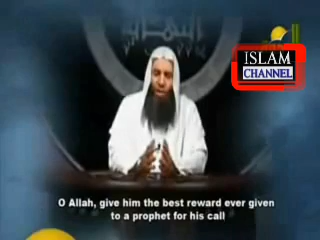 ISLAM
CHANNEL
O Allah, give him the best reward ever given
to a prophet for his call